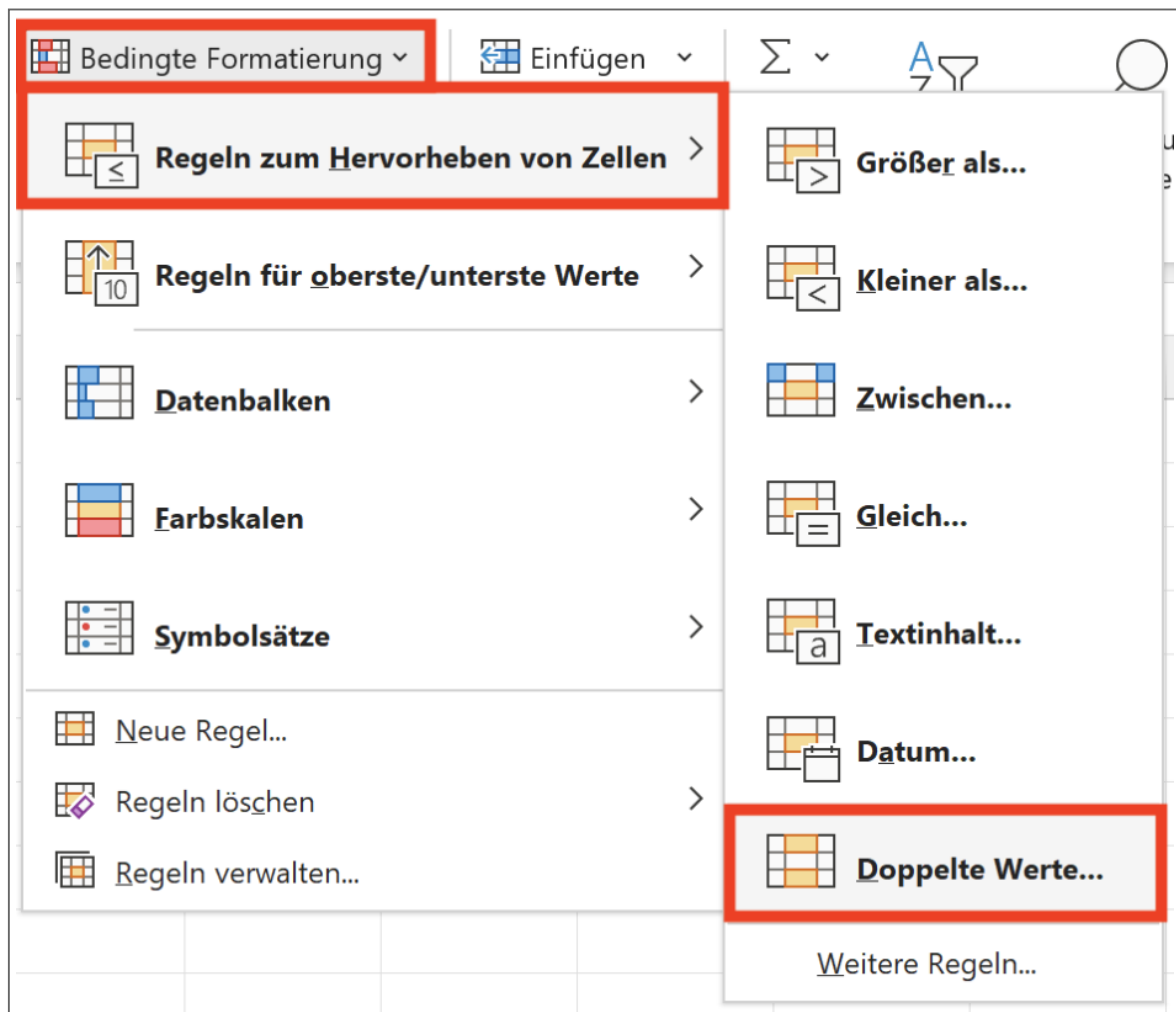 Bedingte Formatierung
Einfügen
Σ
A
Z
Regeln zum Hervorheben von Zellen
Regeln für oberste/unterste Werte
10
Datenbalken
Farbskalen
Symbolsätze
Neue Regel...
Regeln löschen
Regeln verwalten...
Größer als...
Kleiner als...
Zwischen...
Gleich...
Textinhalt...
a
Datum...
Doppelte Werte...
Weitere Regeln...